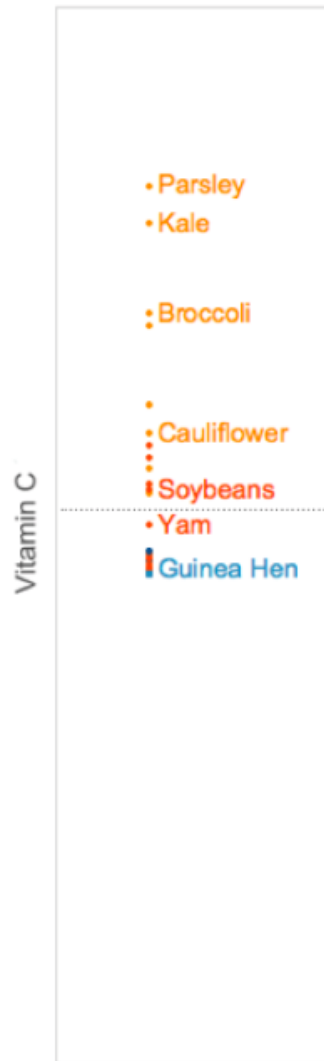 Parsley
Kale
Broccoli
Cauliflower
Soybeans
Yam
Guinea Hen
Vitamin C